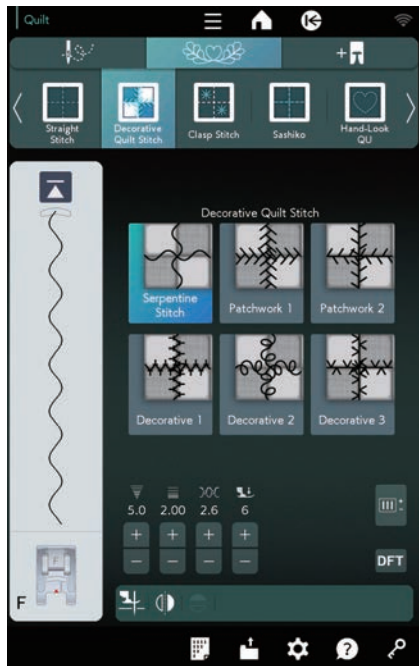 Quilt
Straight
Stitch
Decorative
Quilt Stitch
Clasp Stitch
Sashiko
Hand-Look
QU
Decorative Quilt Stitch
Serpentine
Stitch
Patchwork 1
Patchwork 2
Decorative 1
Decorative 2
Decorative 3
5.0 2.00 2.6 6
+ + +
− − − −
DFT
F